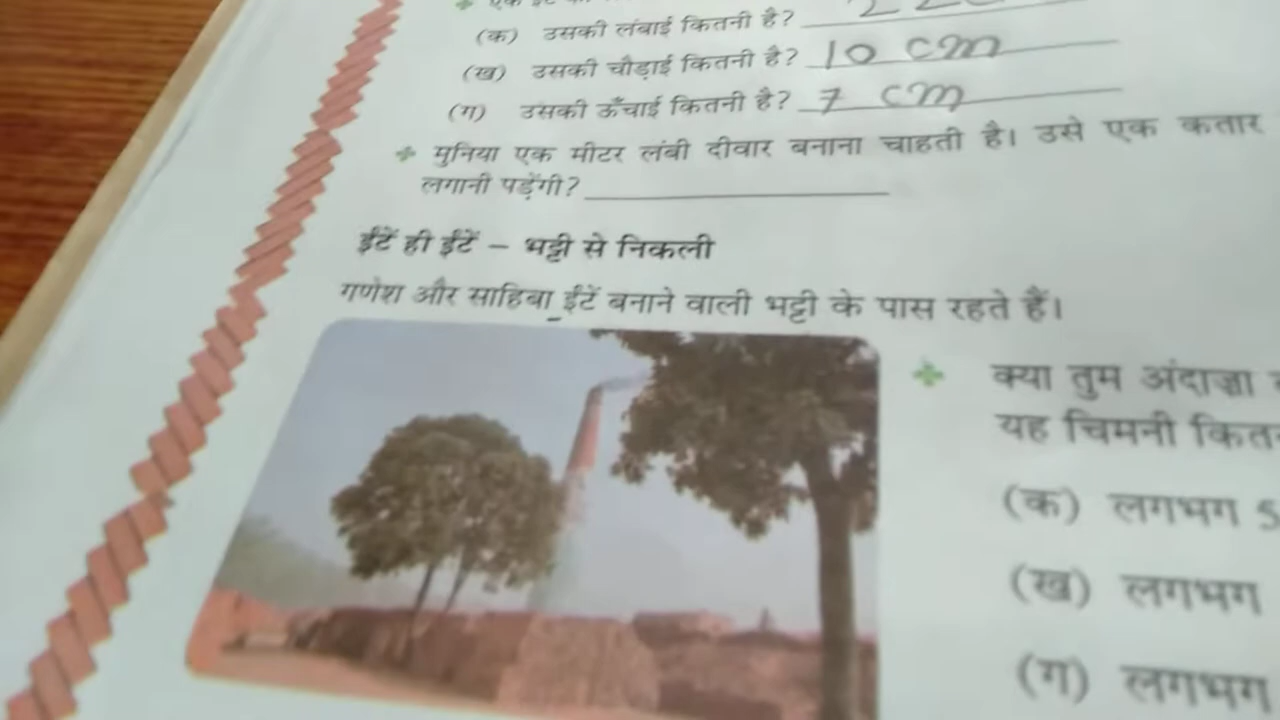 (क) उसकी लंबाई कितनी है?
(ख) उसकी चौड़ाई कितनी है? 10 cm
(ग) उसकी ऊँचाई कितनी है? 7 cm
मुनिया एक मीटर लंबी दीवार बनाना चाहती है। उसे एक कतार
लगानी पड़ेंगी?
ईंटें ही ईंटें – भट्टी से निकली
गणेश और साहिबा ईंटें बनाने वाली भट्टी के पास रहते हैं।
क्या तुम अंदाज़ा
यह चिमनी
(क) लगभग 5
(ख) लगभग
(ग) लगभग